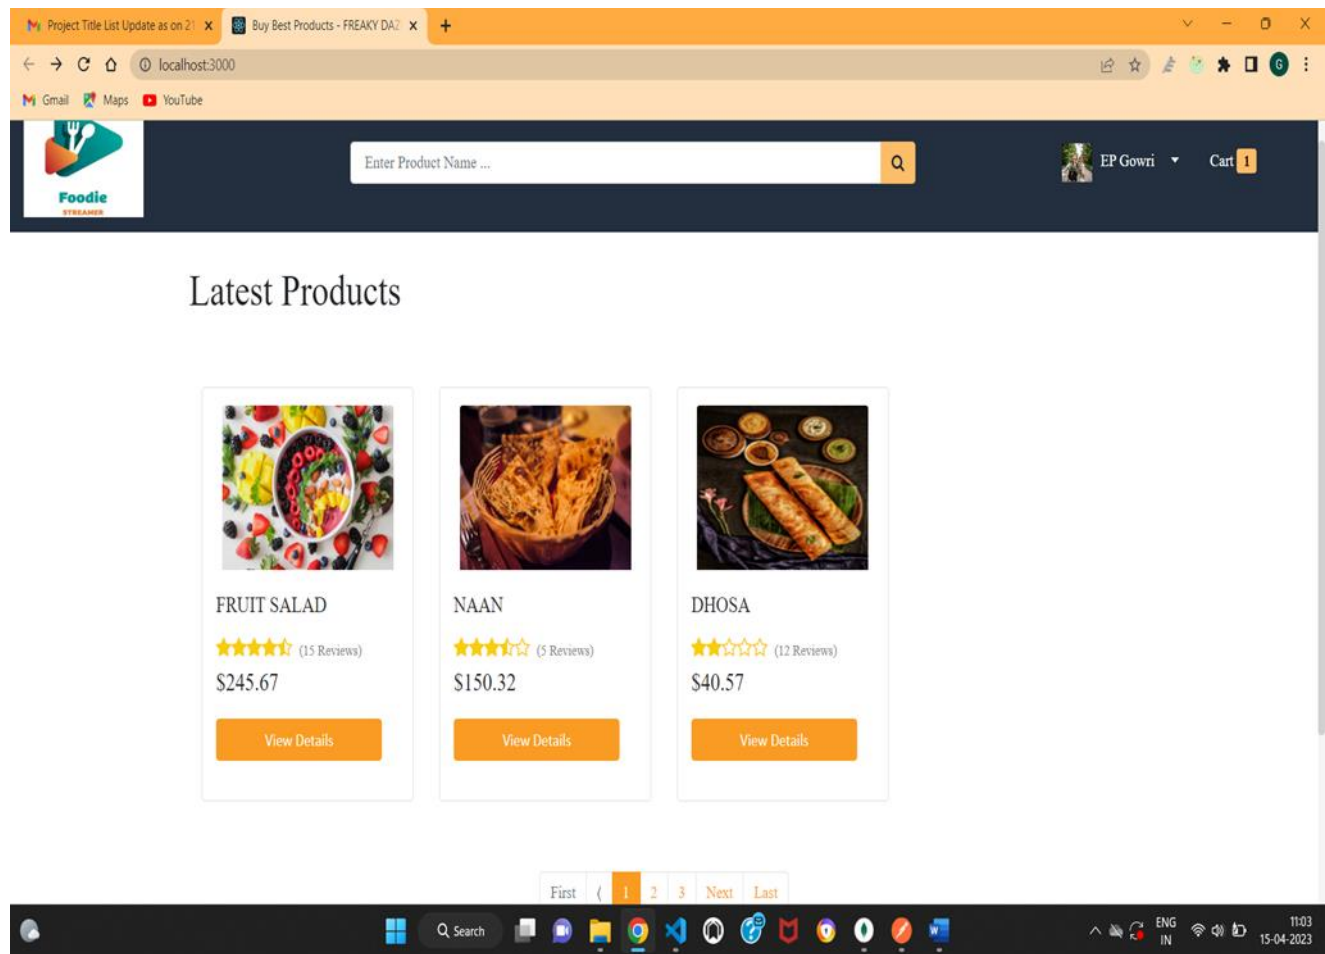 Project Title List Update as on 21
Buy Best Products - FREAKY DAZ
localhost:3000
G
Gmail Maps YouTube
Enter Product Name ...
EP Gowri
Cart 1
Foodie
STREAMER
Latest Products
FRUIT SALAD
(15 Reviews)
$245.67
View Details
NAAN
(5 Reviews)
$150.32
View Details
DHOSA
(12 Reviews)
$40.57
View Details
First ⟨ 1 2 3 Next Last
Search
ENG
IN
11:03
15-04-2023